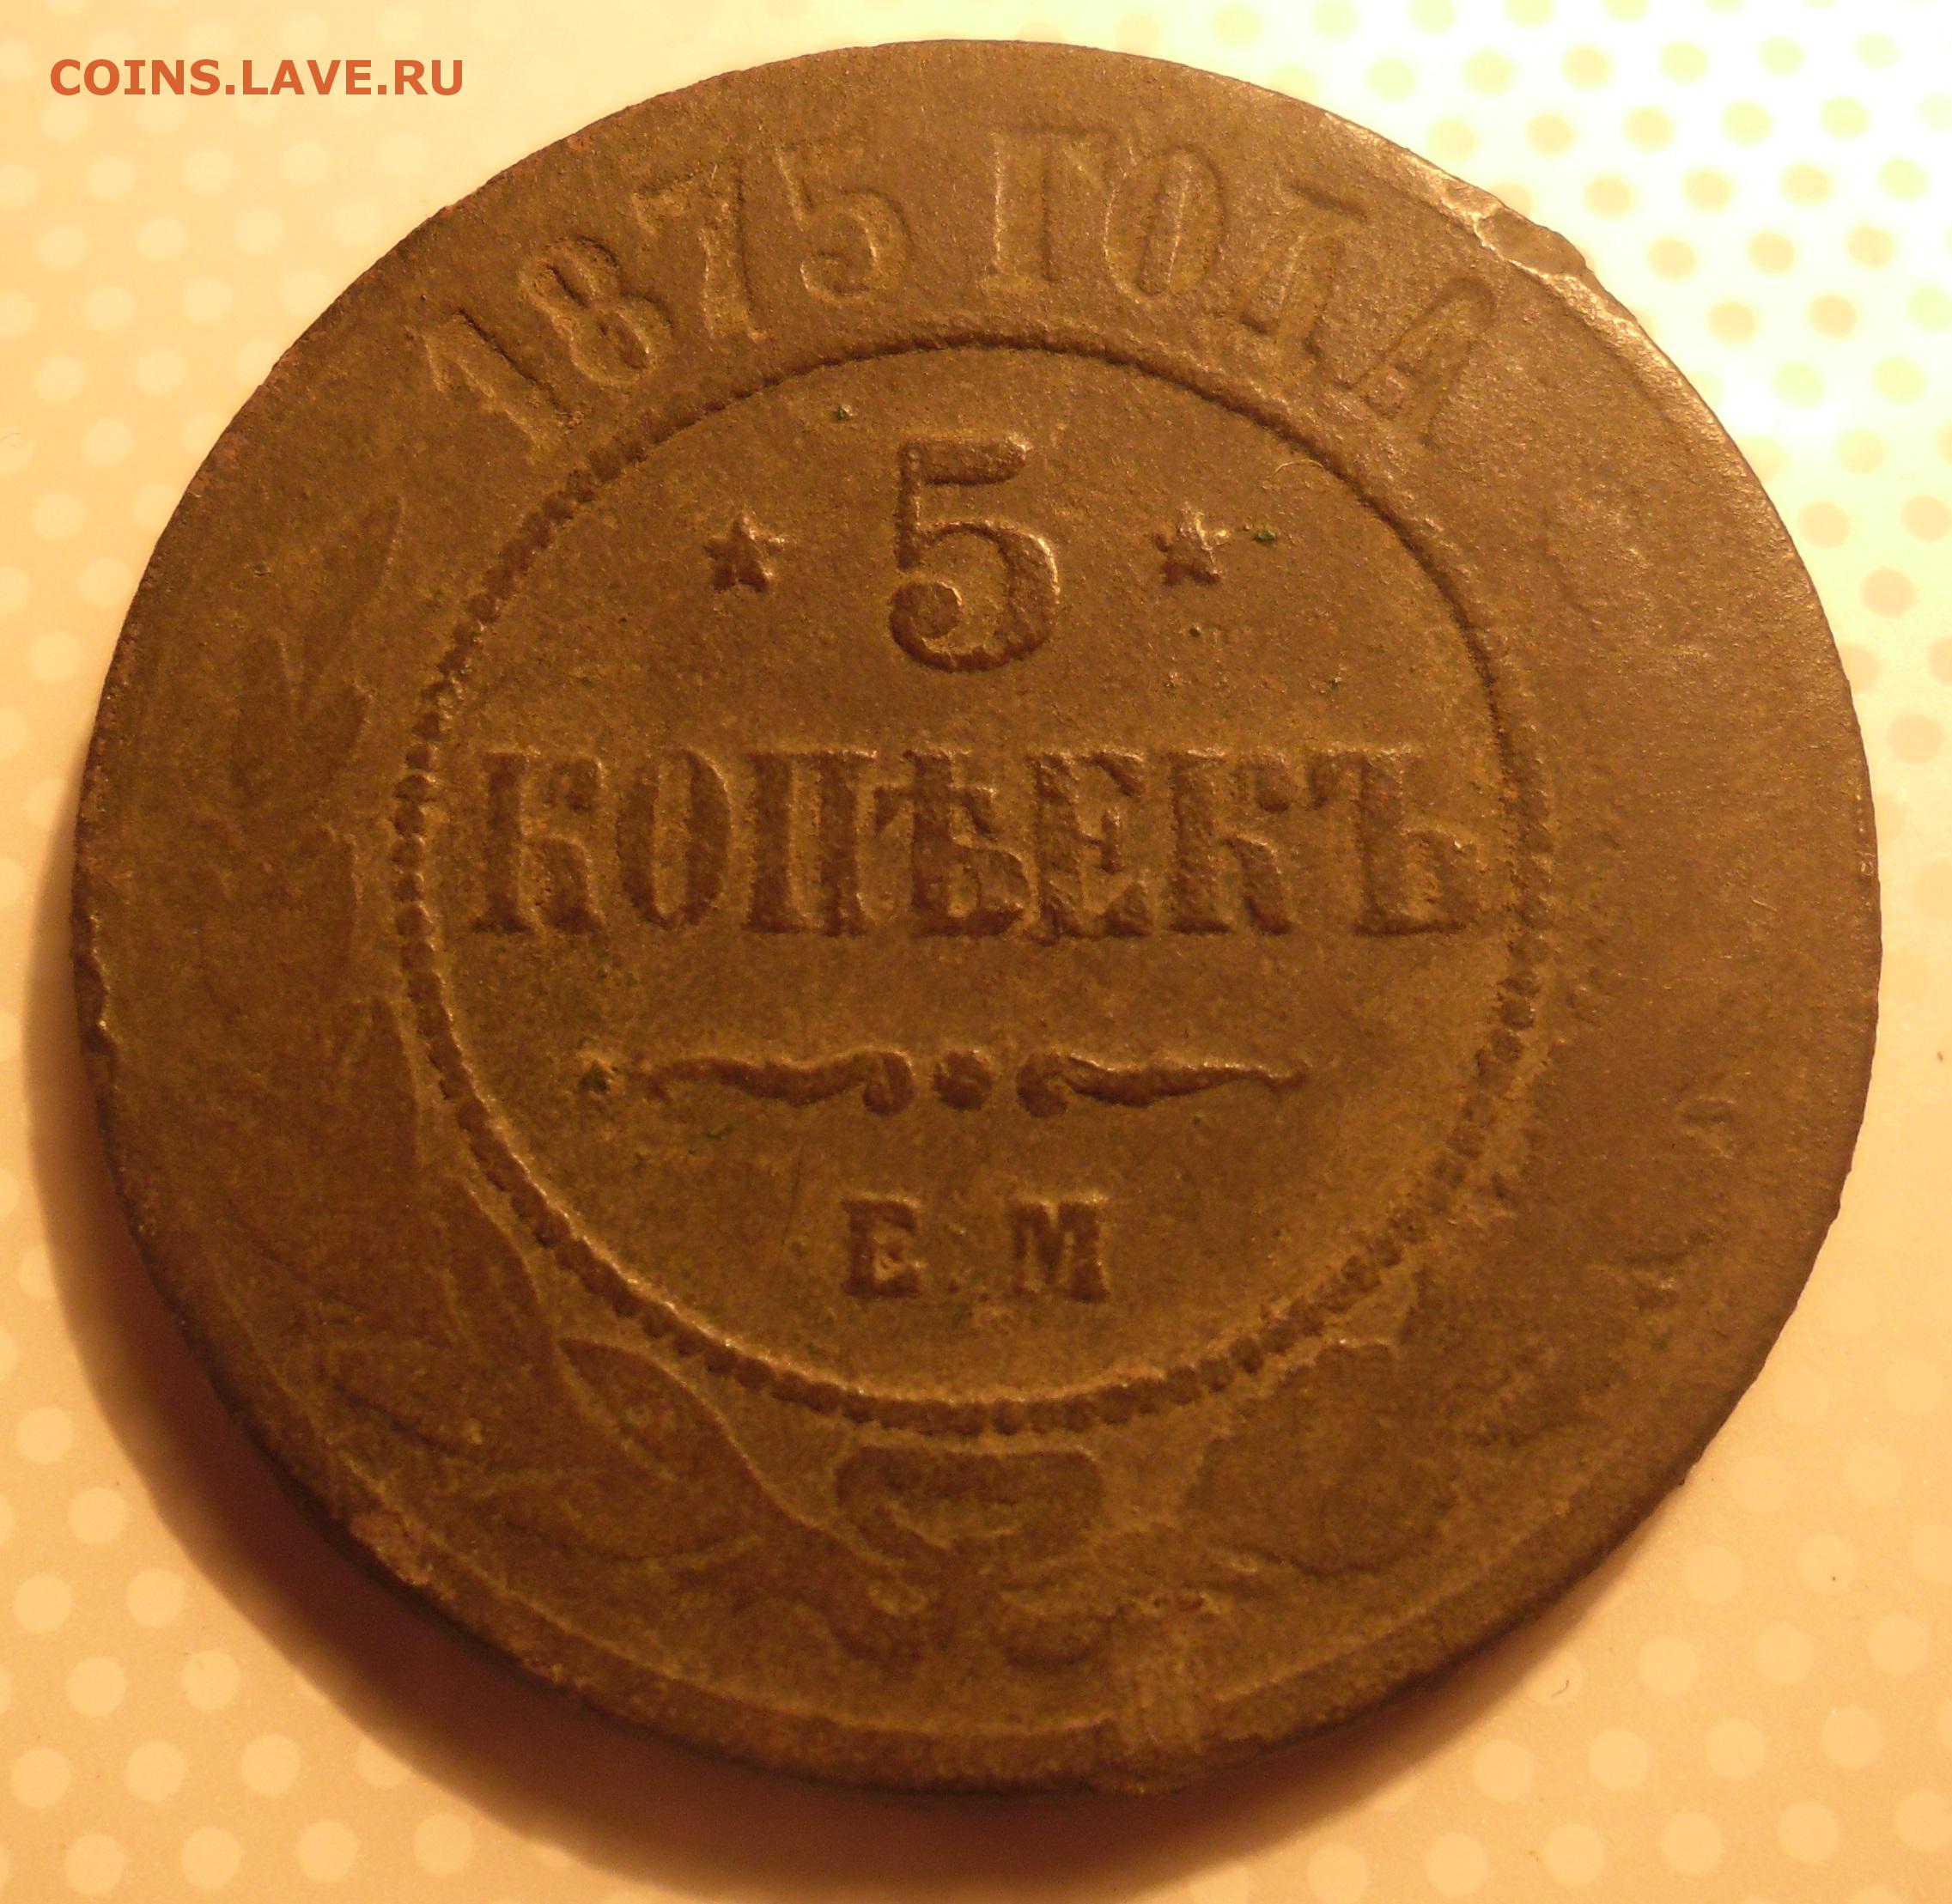 COINS.LAVE.RU
1875 ГОДА
5
КОПѢЕКЪ
Е.М